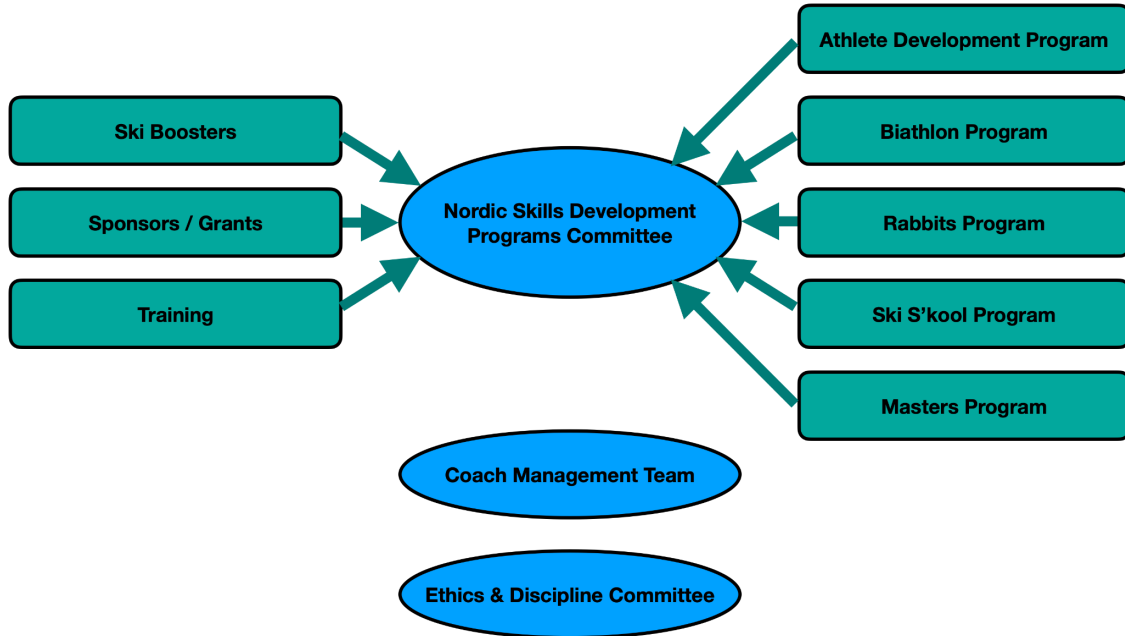 Athlete Development Program
Ski Boosters
Biathlon Program
Nordic Skills Development
Programs Committee
Sponsors / Grants
Rabbits Program
Training
Ski S’kool Program
Masters Program
Coach Management Team
Ethics & Discipline Committee